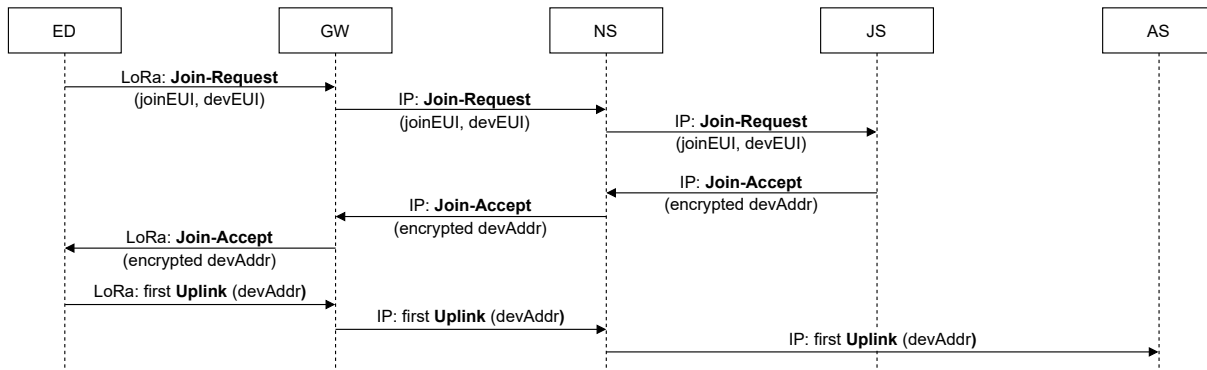 ED
GW
NS
JS
AS
LoRa: Join-Request
(joinEUI, devEUI)
IP: Join-Request
(joinEUI, devEUI)
IP: Join-Request
(joinEUI, devEUI)
IP: Join-Accept
(encrypted devAddr)
IP: Join-Accept
(encrypted devAddr)
LoRa: Join-Accept
(encrypted devAddr)
LoRa: first Uplink (devAddr)
IP: first Uplink (devAddr)
IP: first Uplink (devAddr)